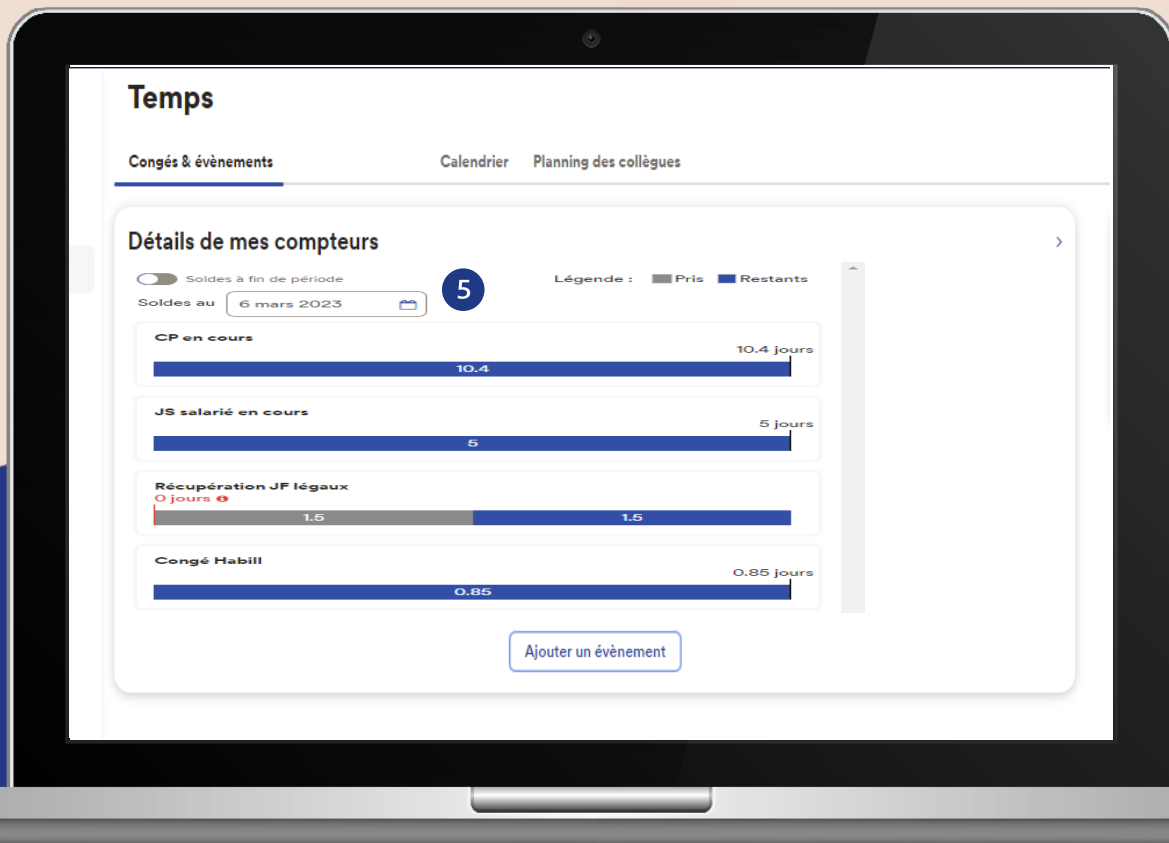 Temps
Congés & évènements Calendrier Planning des collègues
Détails de mes compteurs
Soldes à fin de période
Légende : Pris Restants
Soldes au 6 mars 2023
5
CP en cours
10.4 jours
10.4
JS salarié en cours
5 jours
5
Récupération JF légaux
0 jours
1.5 1.5
Congé Habill
0.85 jours
0.85
Ajouter un évènement